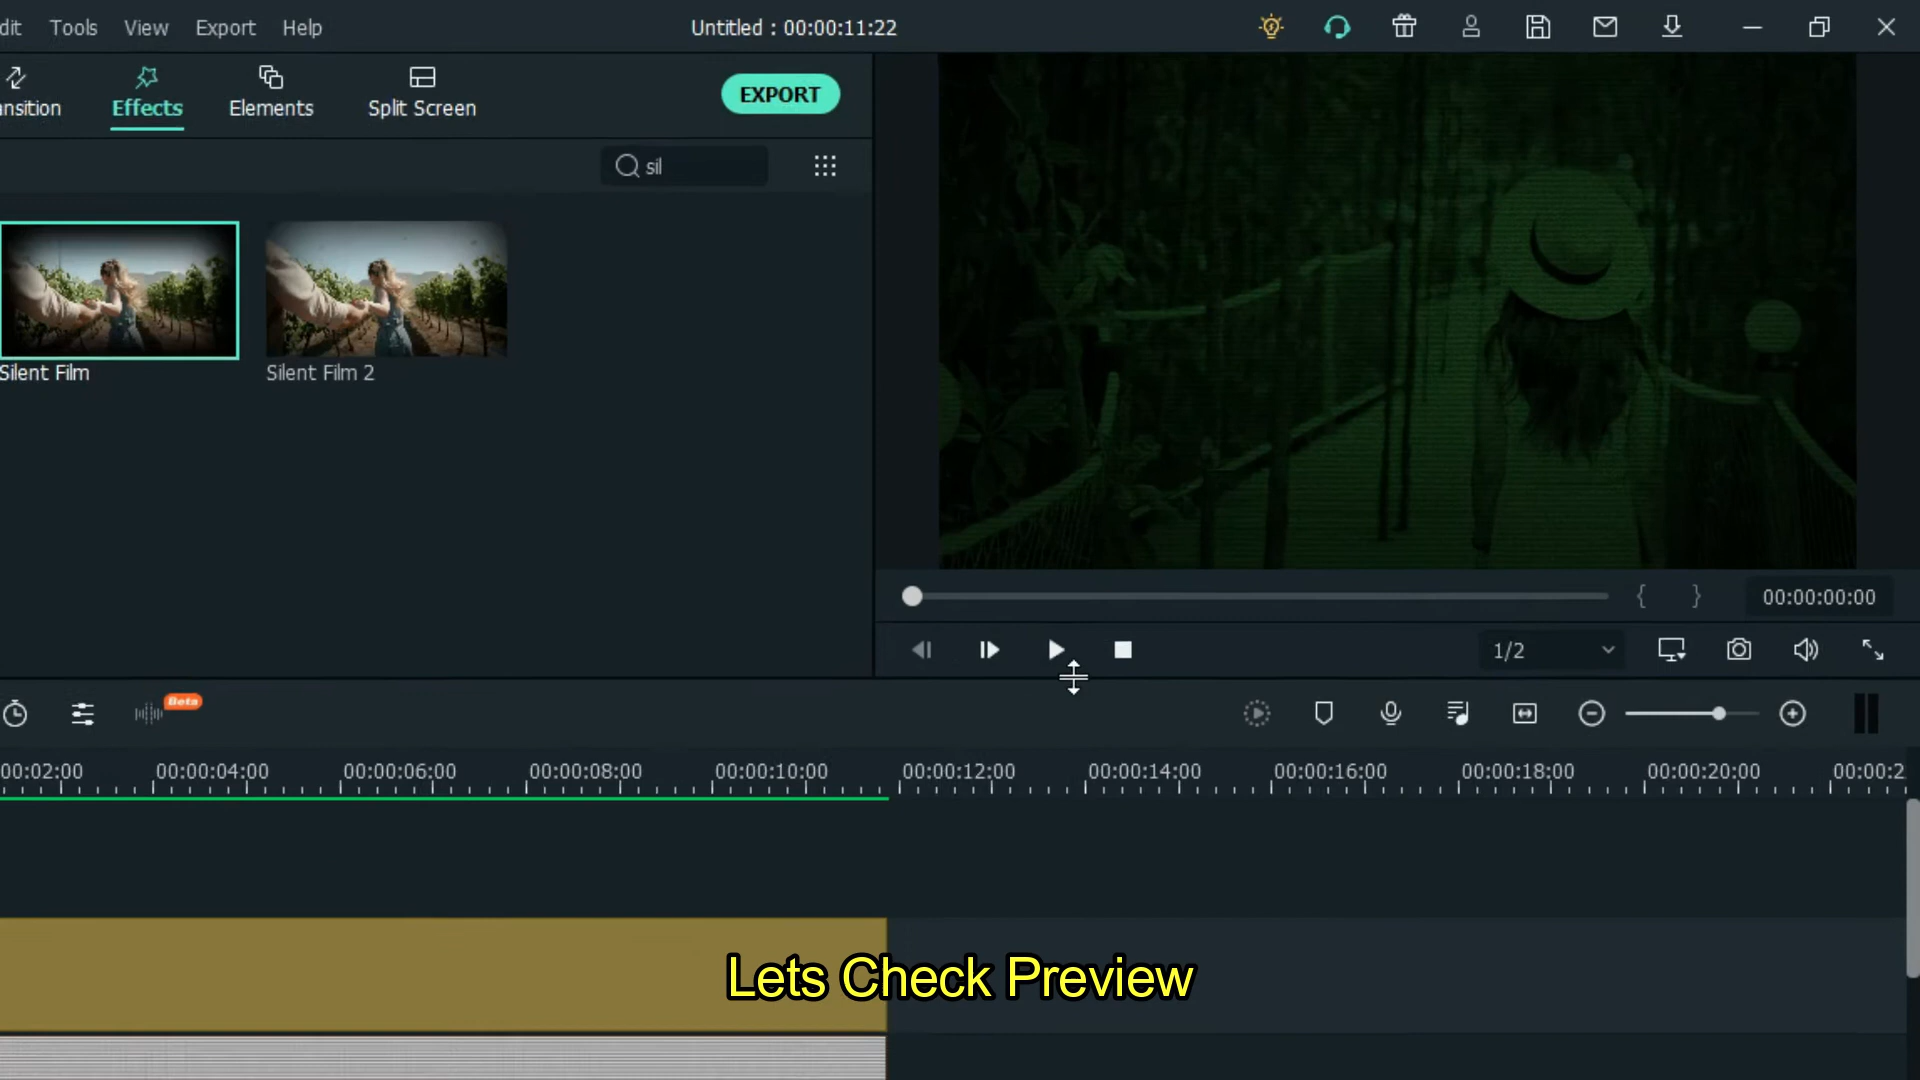 dit Tools View Export Help
Untitled : 00:00:11:22
ansition
Effects
Elements
Split Screen
EXPORT
sil
Silent Film
Silent Film 2
00:00:00:00
1/2
Beta
00:02:00 00:00:04:00 00:00:06:00 00:00:08:00 00:00:10:00 00:00:12:00 00:00:14:00 00:00:16:00 00:00:18:00 00:00:20:00 00:00:2
Lets Check Preview